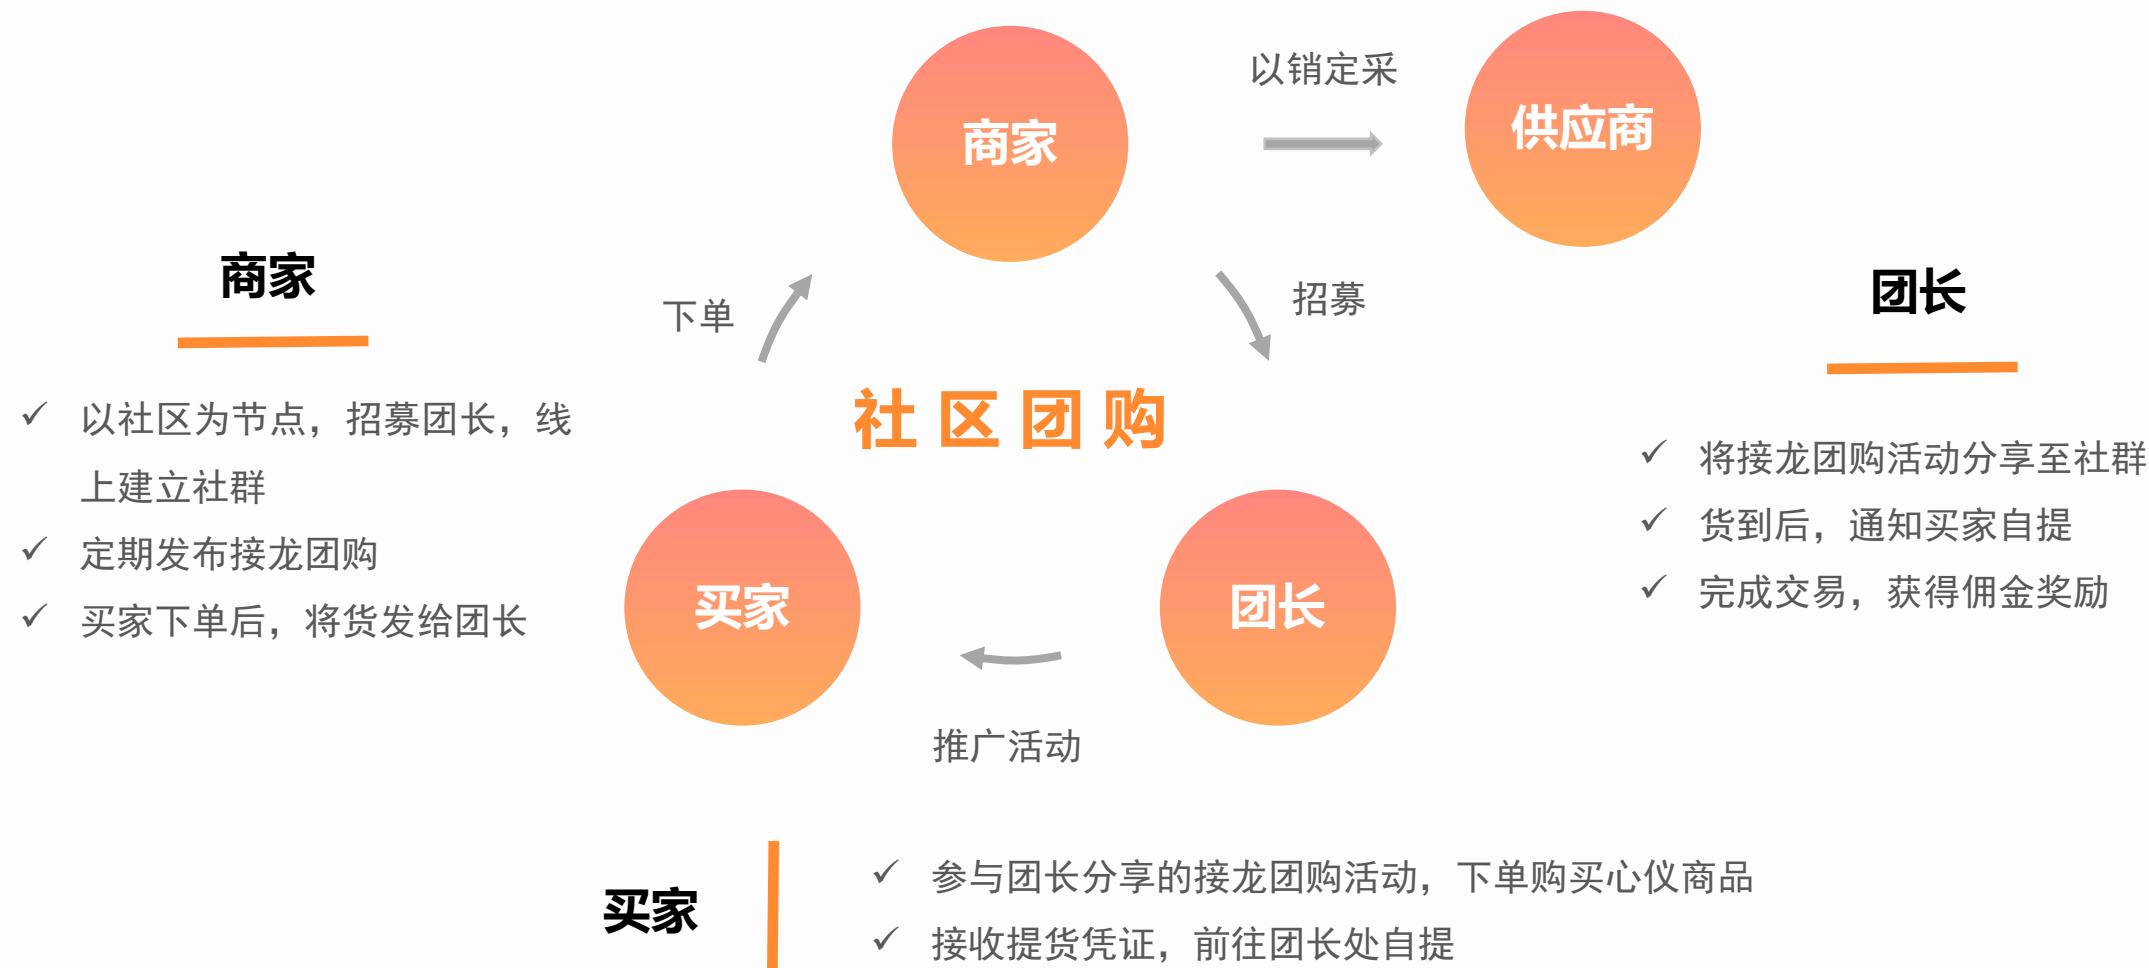 商家
以销定采
供应商
下单
招募
社区团购
买家
团长
推广活动
商家
以社区为节点，招募团长，线
上建立社群
定期发布接龙团购
买家下单后，将货发给团长
团长
将接龙团购活动分享至社群
货到后，通知买家自提
完成交易，获得佣金奖励
买家
参与团长分享的接龙团购活动，下单购买心仪商品
接收提货凭证，前往团长处自提